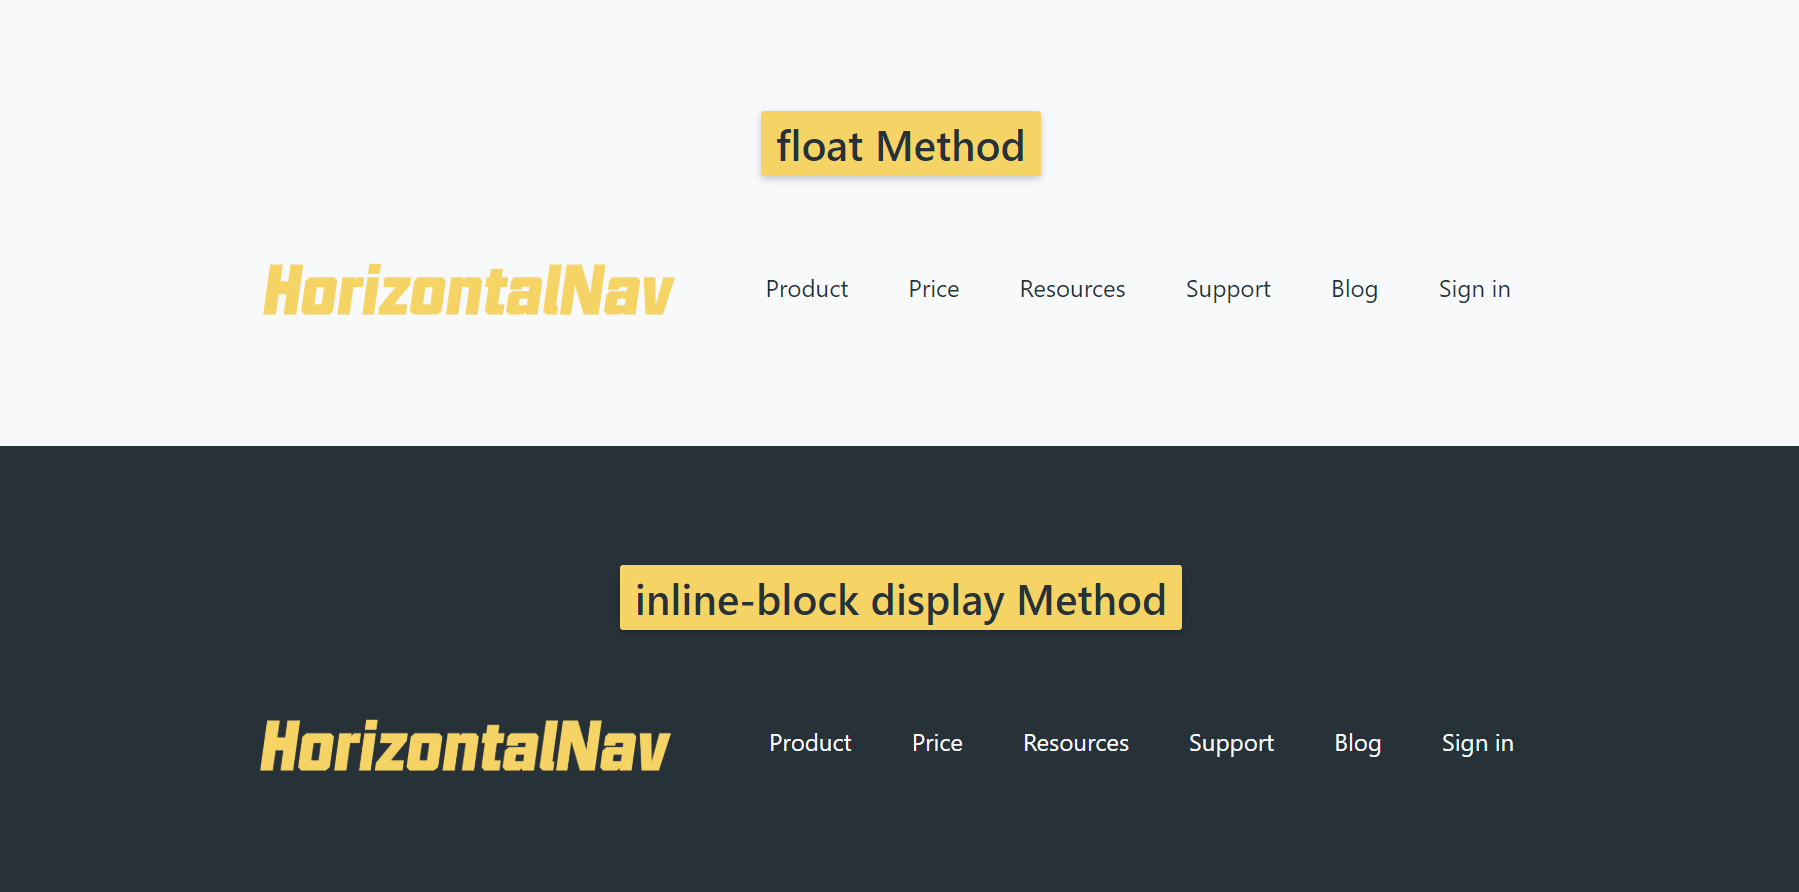 float Method
HorizontalNav Product Price Resources Support Blog Sign in
inline-block display Method
HorizontalNav Product Price Resources Support Blog Sign in